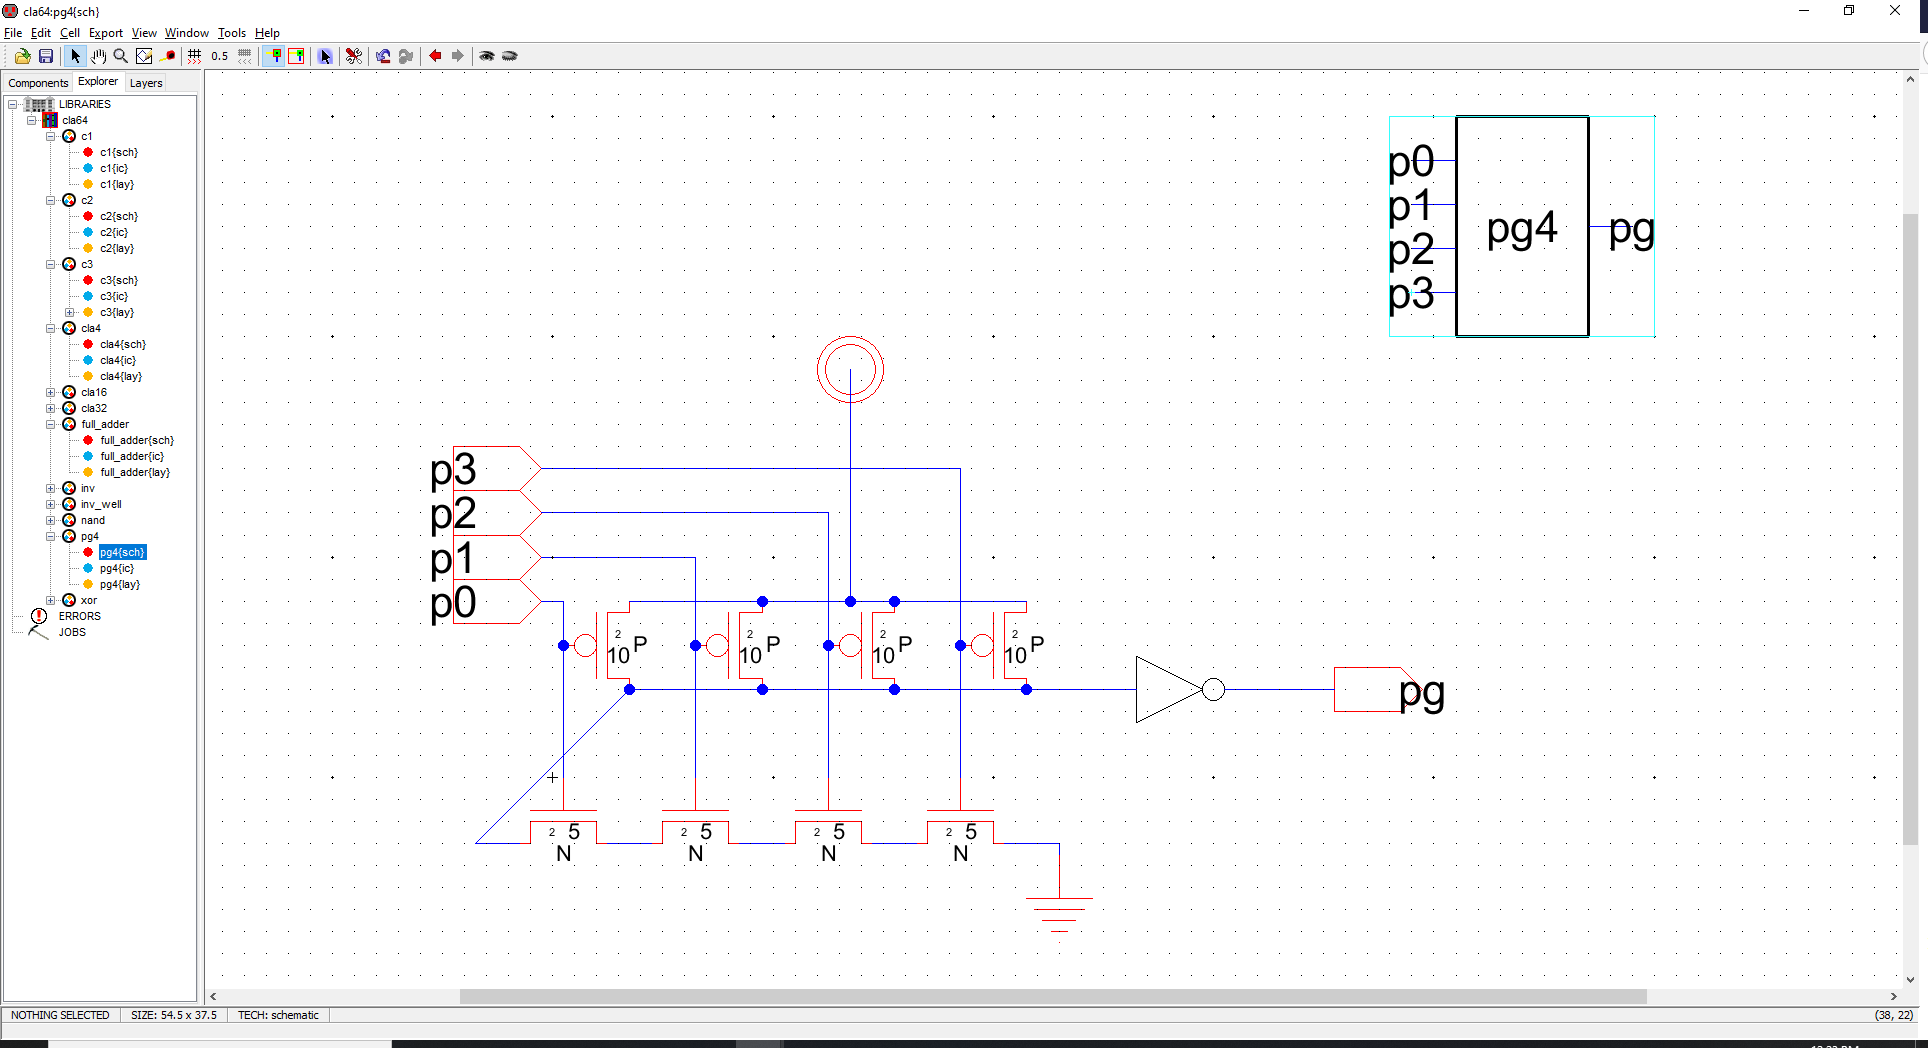 cla64:pg4{sch}
File Edit Cell Export View Window Tools Help
0.5
Components Explorer Layers
LIBRARIES
cla64
c1
c1{sch}
c1{ic}
c1{lay}
c2
c2{sch}
c2{ic}
c2{lay}
c3
c3{sch}
c3{ic}
c3{lay}
cla4
cla4{sch}
cla4{ic}
cla4{lay}
cla16
cla32
full_adder
full_adder{sch}
full_adder{ic}
full_adder{lay}
inv
inv_well
nand
pg4
pg4{sch}
pg4{ic}
pg4{lay}
xor
ERRORS
JOBS
p0
p1
p2
p3
pg4
pg
p3
p2
p1
p0
2 10 P
2 10 P
2 10 P
2 10 P
pg
2 5 N
2 5 N
2 5 N
2 5 N
NOTHING SELECTED SIZE: 54.5 x 37.5 TECH: schematic (38, 22)